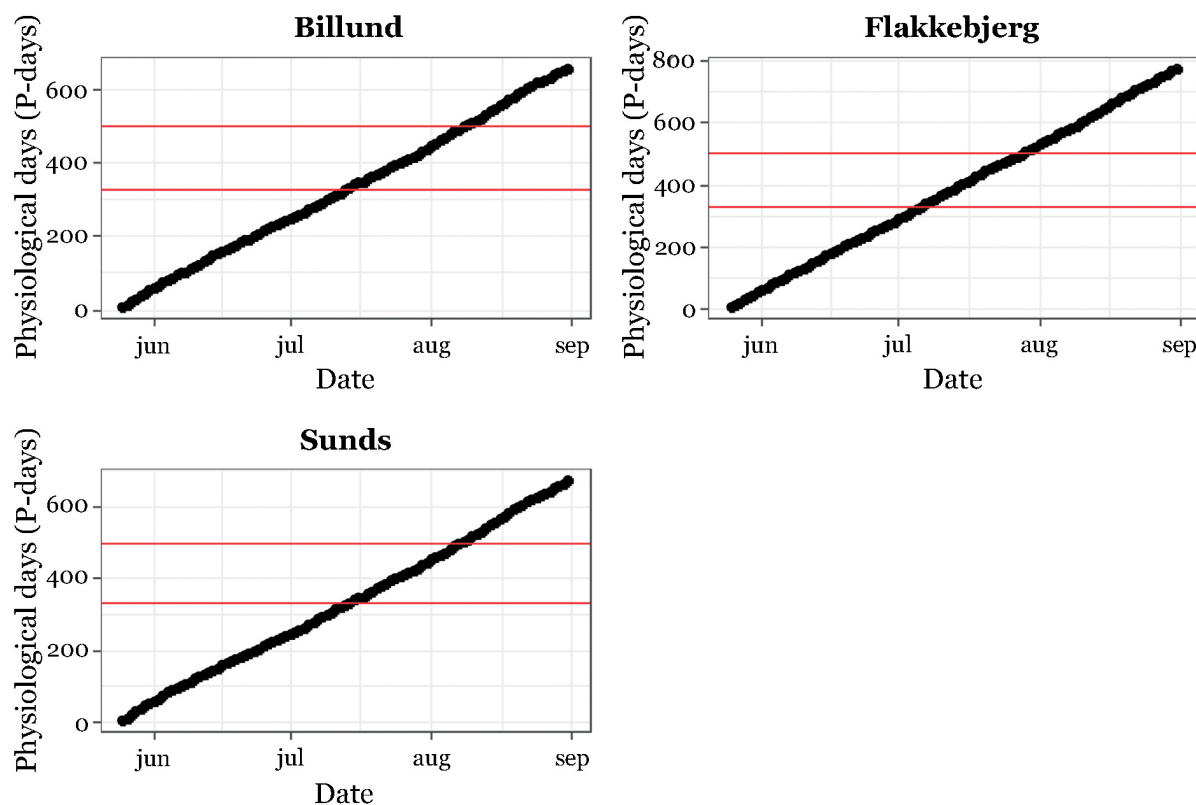 Billund
Physiological days (P-days)
600
400
200
0
jun jul aug sep
Date
Flakkebjerg
Physiological days (P-days)
800
600
400
200
0
jun jul aug sep
Date
Sunds
Physiological days (P-days)
600
400
200
0
jun jul aug sep
Date